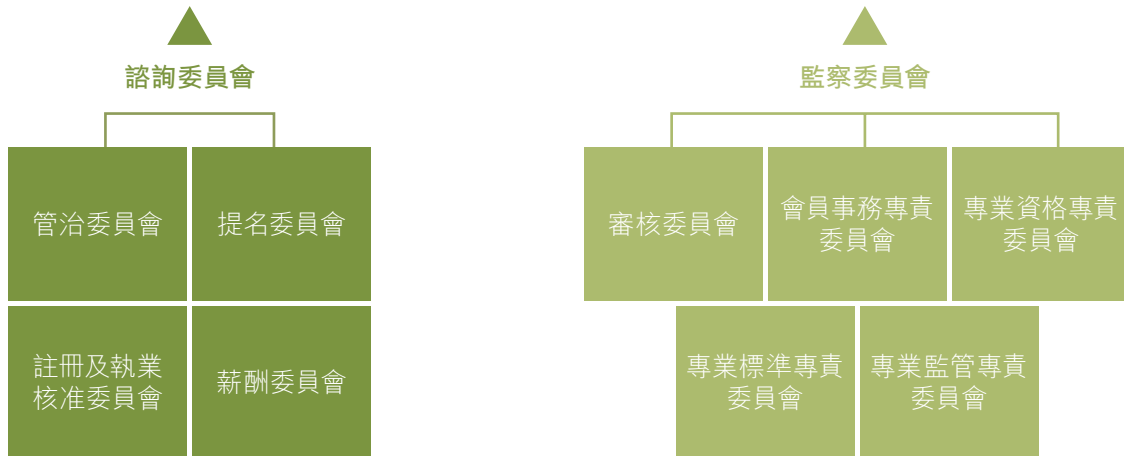 諮詢委員會
管治委員會
提名委員會
註冊及執業
核准委員會
薪酬委員會
監察委員會
審核委員會
會員事務專責
委員會
專業資格專責
委員會
專業標準專責
委員會
專業監管專責
委員會